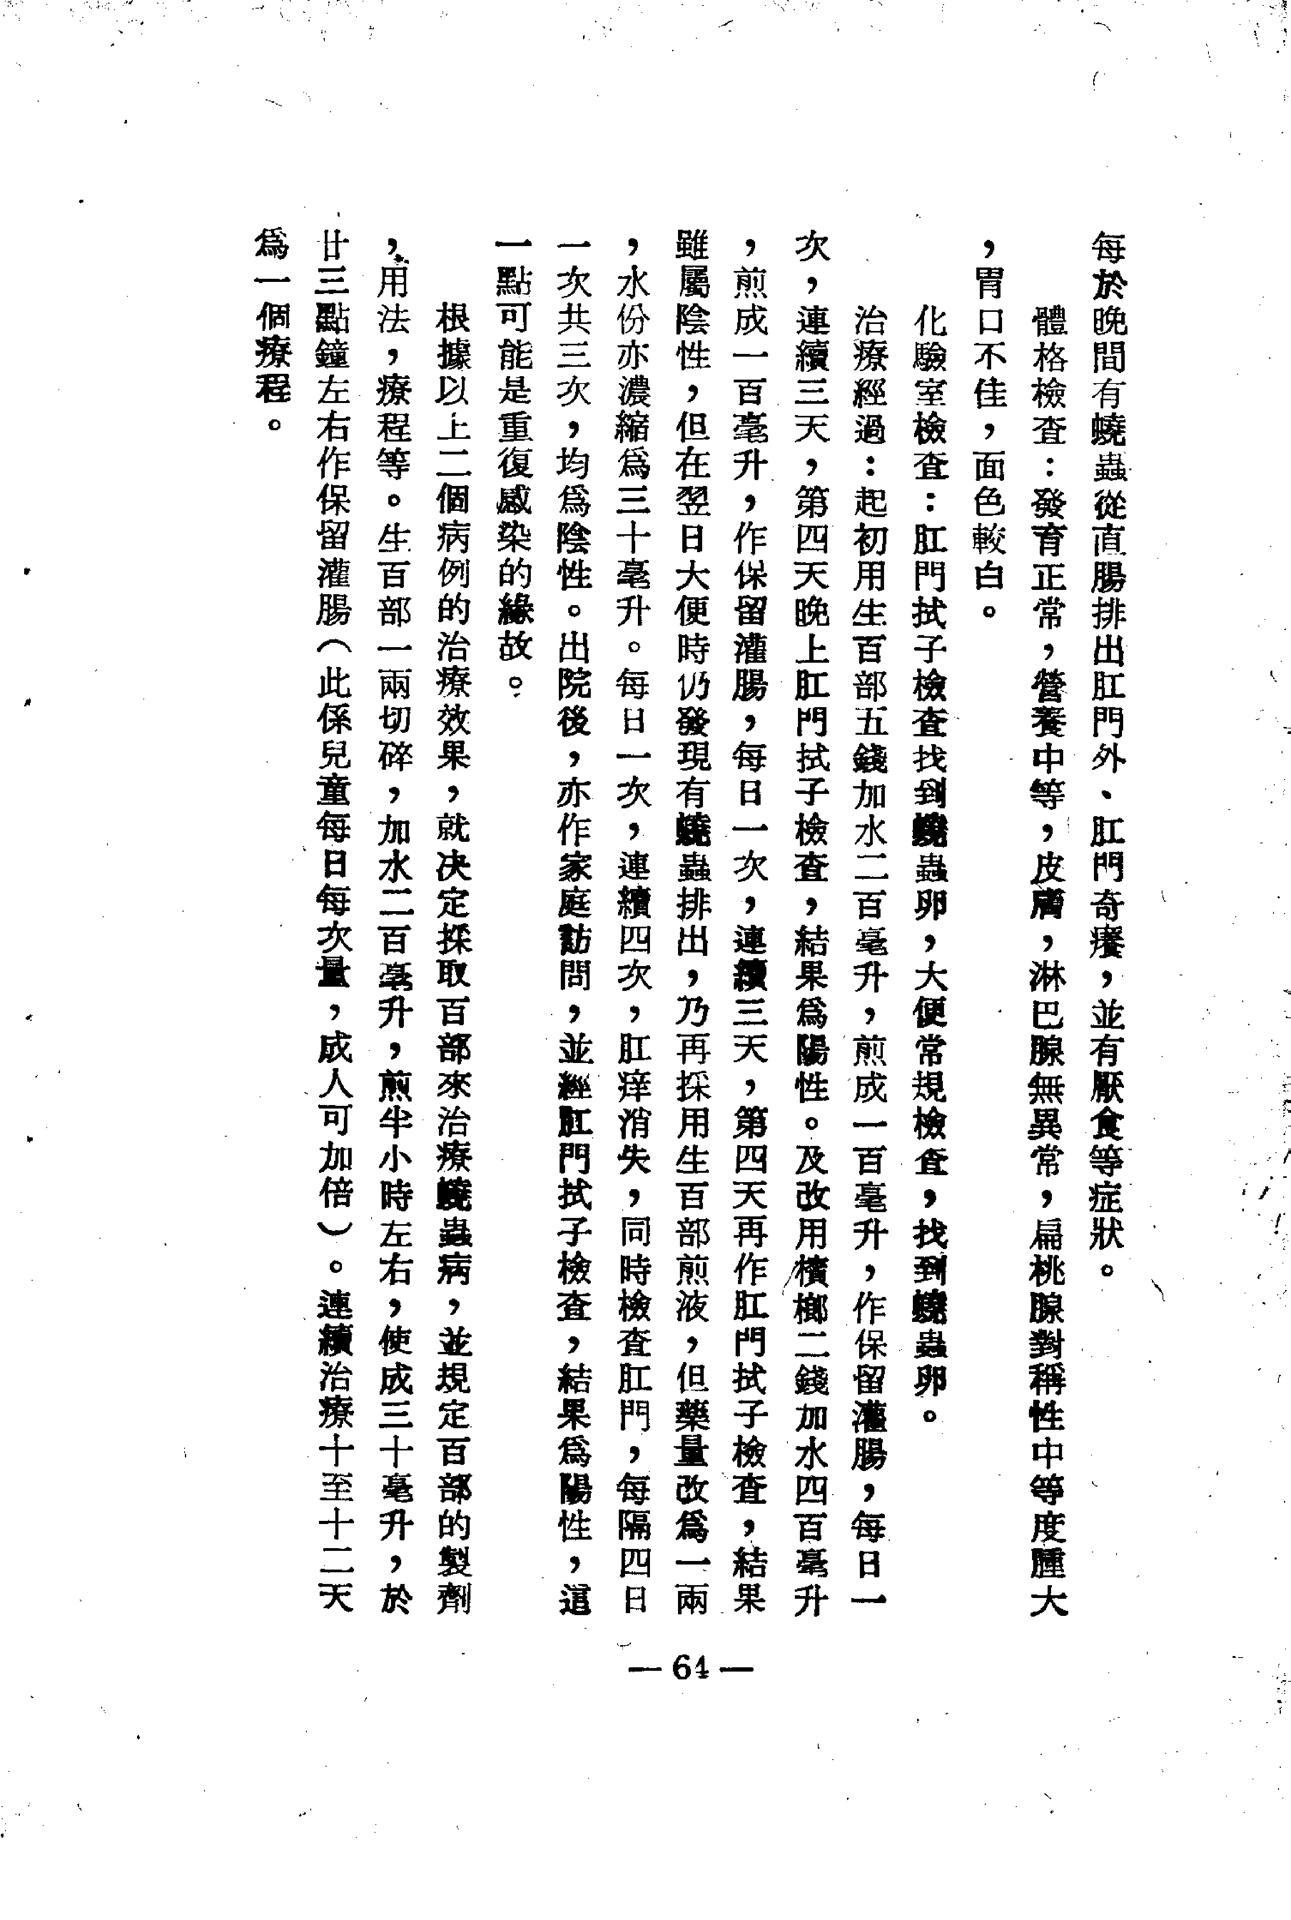 每於晚間有蟯蟲從直腸排出肛門外、肛門奇癢，並有厭食等症狀。
體格檢查：發育正常，營養中等，皮膚，淋巴腺無異常，扁桃腺對稱性中等度腫大
，胃口不佳，面色較白。
化驗室檢查：肛門拭子檢查找到蟯蟲卵，大便常規檢查，找到蟯蟲卵。
治療經過：起初用生百部五錢加水二百毫升，煎成一百毫升，作保留灌腸，每日一
次，連續三天，第四天晚上肛門拭子檢查，結果爲陽性。及改用檳榔二錢加水四百毫升
，煎成一百毫升，作保留灌腸，每日一次，連續三天，第四天再作肛門拭子檢查，結果
雖屬陰性，但在翌日大便時仍發現有蟯蟲排出，乃再採用生百部煎液，但藥量改爲一兩
，水份亦濃縮爲三十毫升。每日一次，連續四次，肛痒消失，同時檢查肛門，每隔四日
一次共三次，均爲陰性。出院後，亦作家庭訪問，並經肛門拭子檢查，結果爲陽性，這
一點可能是重復感染的緣故。
根據以上二個病例的治療效果，就決定採取百部來治療蟯蟲病，並規定百部的製劑
，用法，療程等。生百部一兩切碎，加水二百毫升，煎半小時左右，使成三十毫升，於
廿三點鐘左右作保留灌腸（此係兒童每日每次量，成人可加倍）。連續治療十至十二天
爲一個療程。
— 64 —